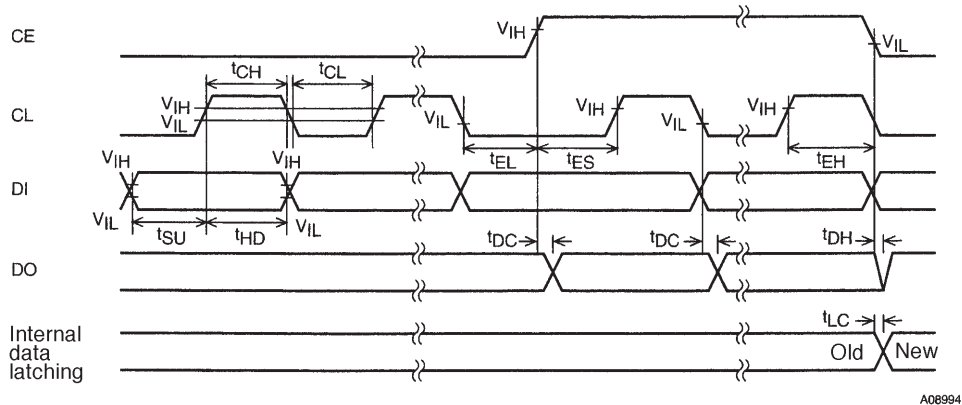 CE
VIH
VIL
tCH
tCL
CL
VIH
VIL
VIL
VIH
VIL
VIH
tEL
tES
tEH
VIH
VIH
DI
VIL
tSU
tHD
VIL
tDC
tDC
tDH
DO
tLC
Internal
data
latching
Old
New
A08994